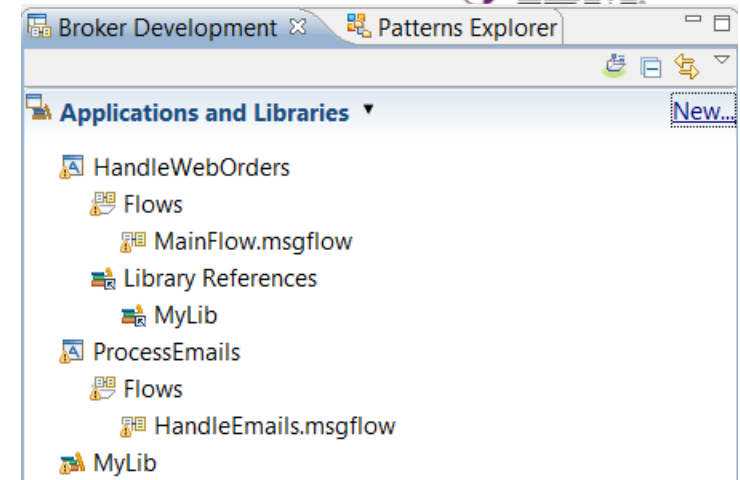 Broker Development Patterns Explorer
Applications and Libraries New...
HandleWebOrders
Flows
MainFlow.msgflow
Library References
MyLib
ProcessEmails
Flows
HandleEmails.msgflow
MyLib